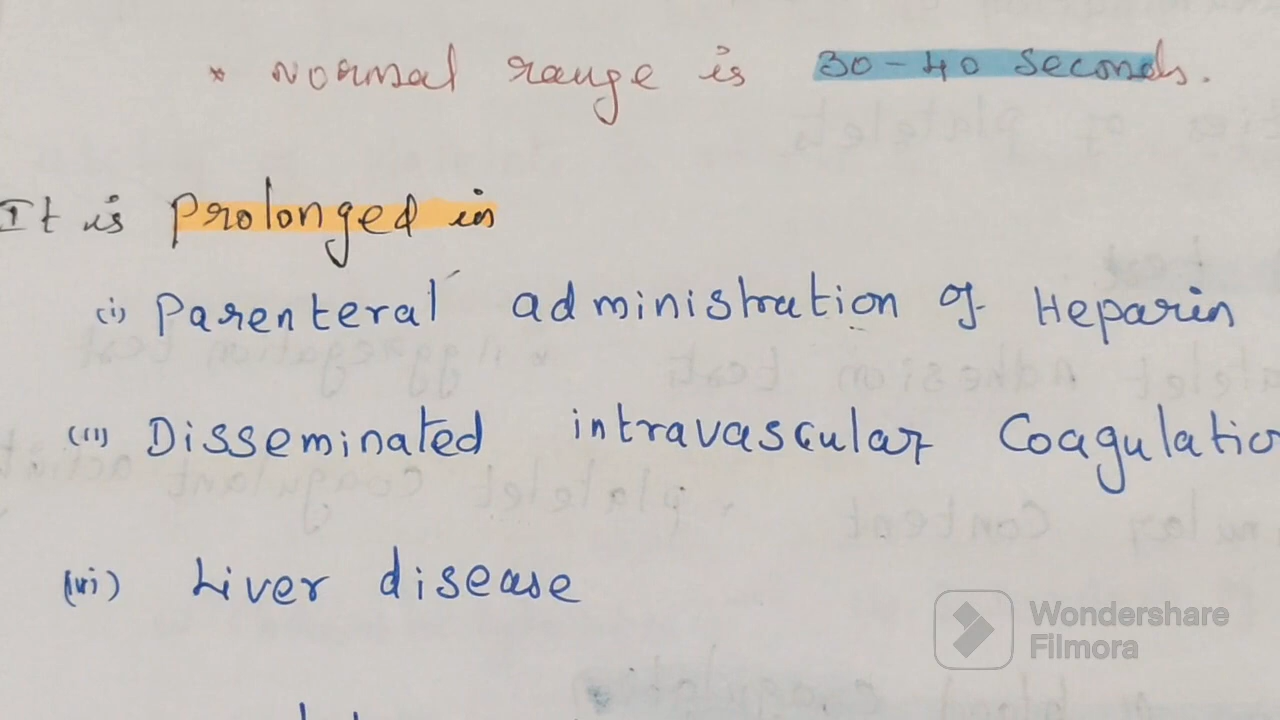 * Normal range is 30-40 Seconds.
It is prolonged in
(i) Parenteral administration of Heparin
(ii) Disseminated intravascular Coagulatio
(iii) Liver disease
Wondershare
Filmora